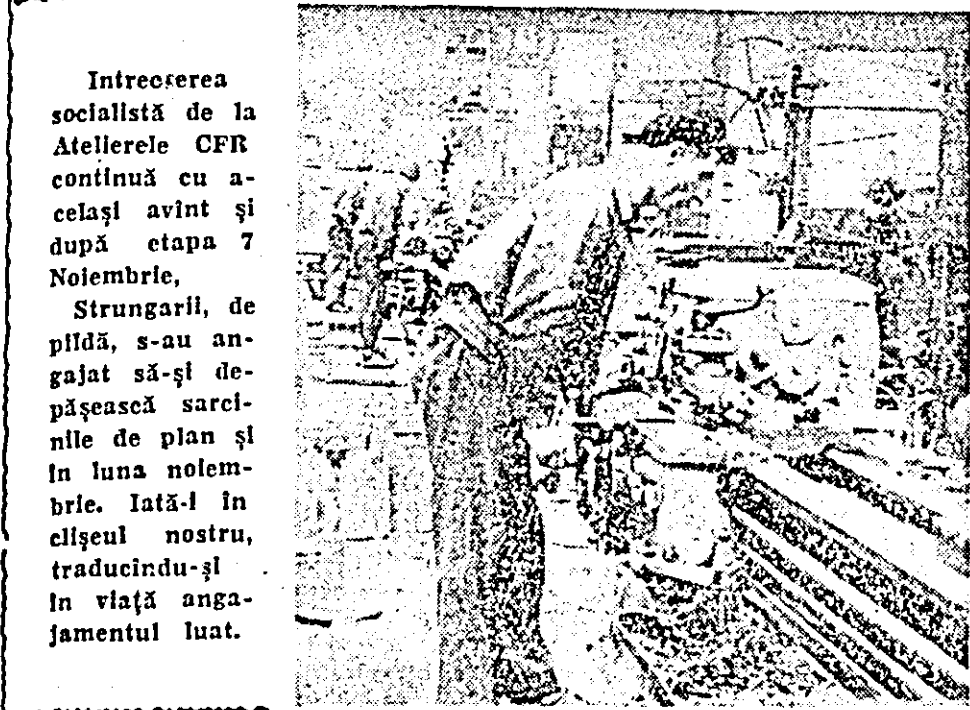 Intrecerea
socialistă de la
Atelierele CFR
continuă cu a-
celaşi avînt şi
după etapa 7
Noiembrie,
Strungarii, de
pildă, s-au an-
gajat să-şi de-
păşească sarci-
nile de plan şi
în luna noiem-
brie. Iată-i în
clişeul nostru,
traducîndu-şi
în viaţă anga-
jamentul luat.